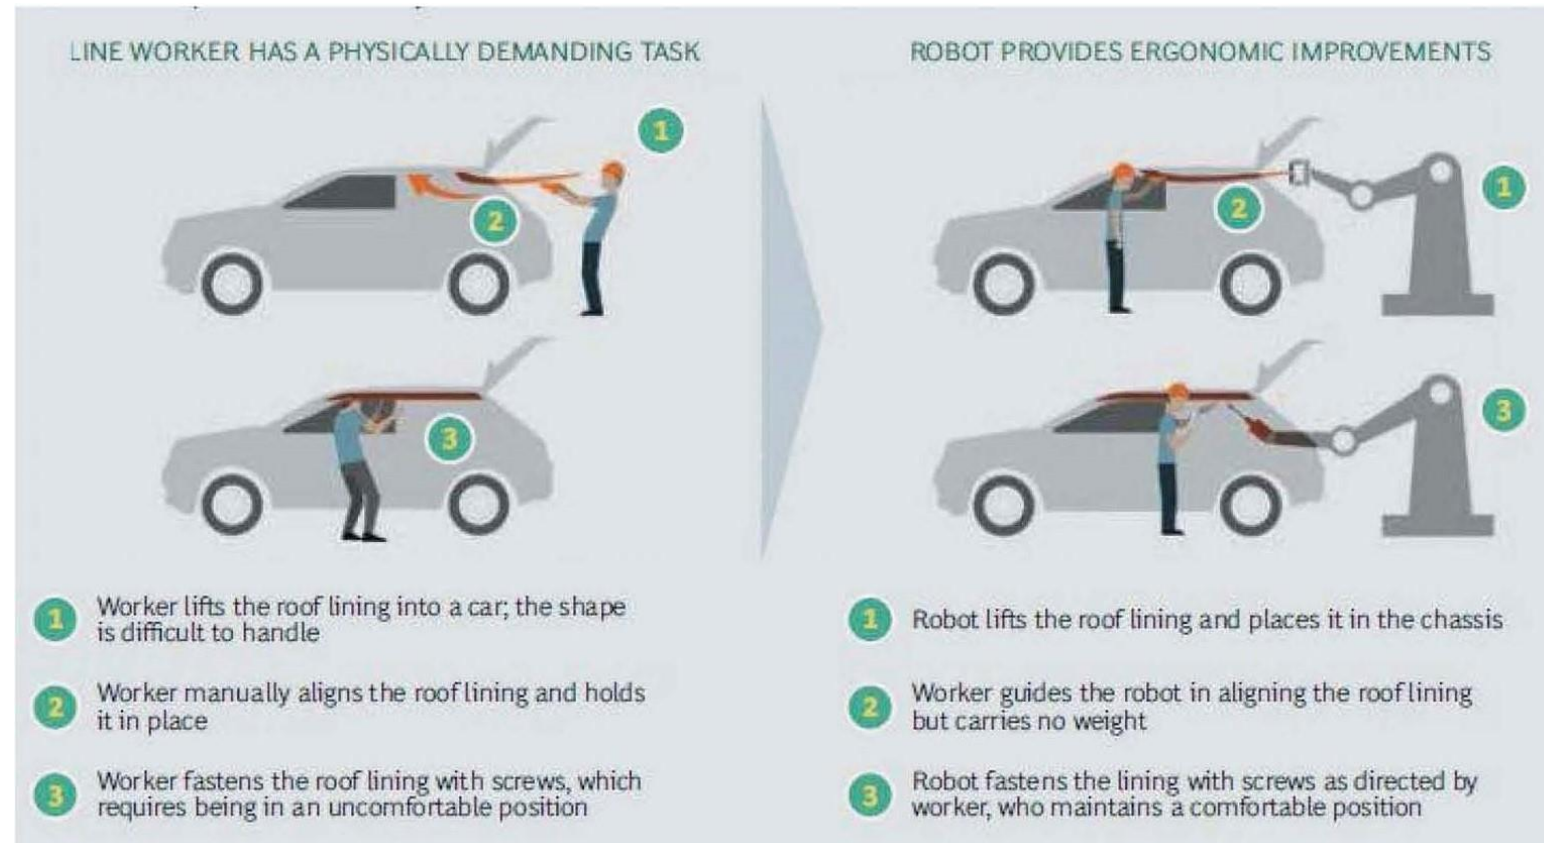 LINE WORKER HAS A PHYSICALLY DEMANDING TASK
1
2
3
1 Worker lifts the roof lining into a car; the shape
is difficult to handle
2 Worker manually aligns the roof lining and holds
it in place
3 Worker fastens the roof lining with screws, which
requires being in an uncomfortable position
ROBOT PROVIDES ERGONOMIC IMPROVEMENTS
1
2
3
1 Robot lifts the roof lining and places it in the chassis
2 Worker guides the robot in aligning the roof lining
but carries no weight
3 Robot fastens the lining with screws as directed by
worker, who maintains a comfortable position